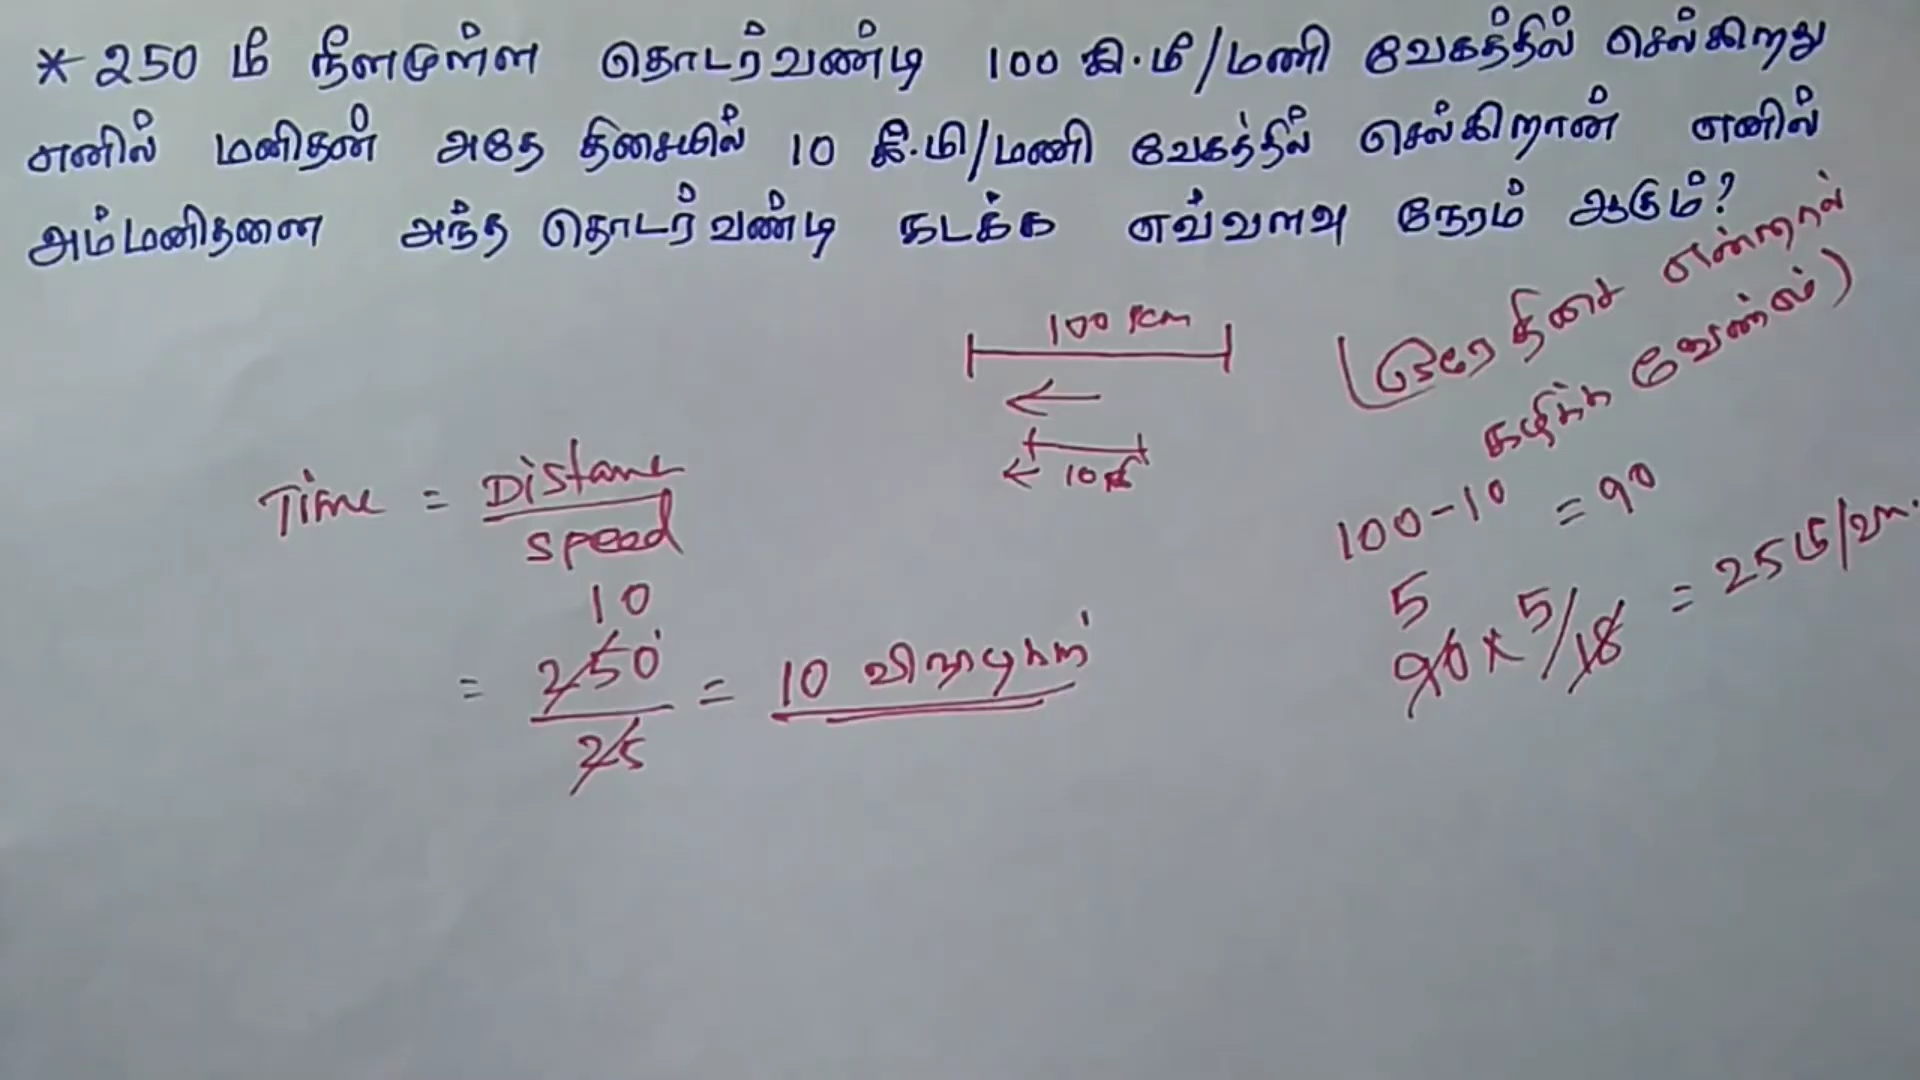 * 250 மீ நீளமுள்ள தொடர்வண்டி 100 கி.மீ/மணி வேகத்தில் செல்கிறது
எனில் மனிதன் அதே திசையில் 10 கி.மி/மணி வேகத்தில் செல்கிறான் எனில்
அம்மனிதனை அந்த தொடர்வண்டி கடக்க எவ்வளவு நேரம் ஆகும்?
(ஒரே திசை என்றால்
கழிக்க வேண்டும்)
100 km
10 கி
100-10 = 90
5
90 x 5/18 = 25 மீ/வி.
Time = Distance
speed
10
= 250 = 10 வினாடிகள்
25